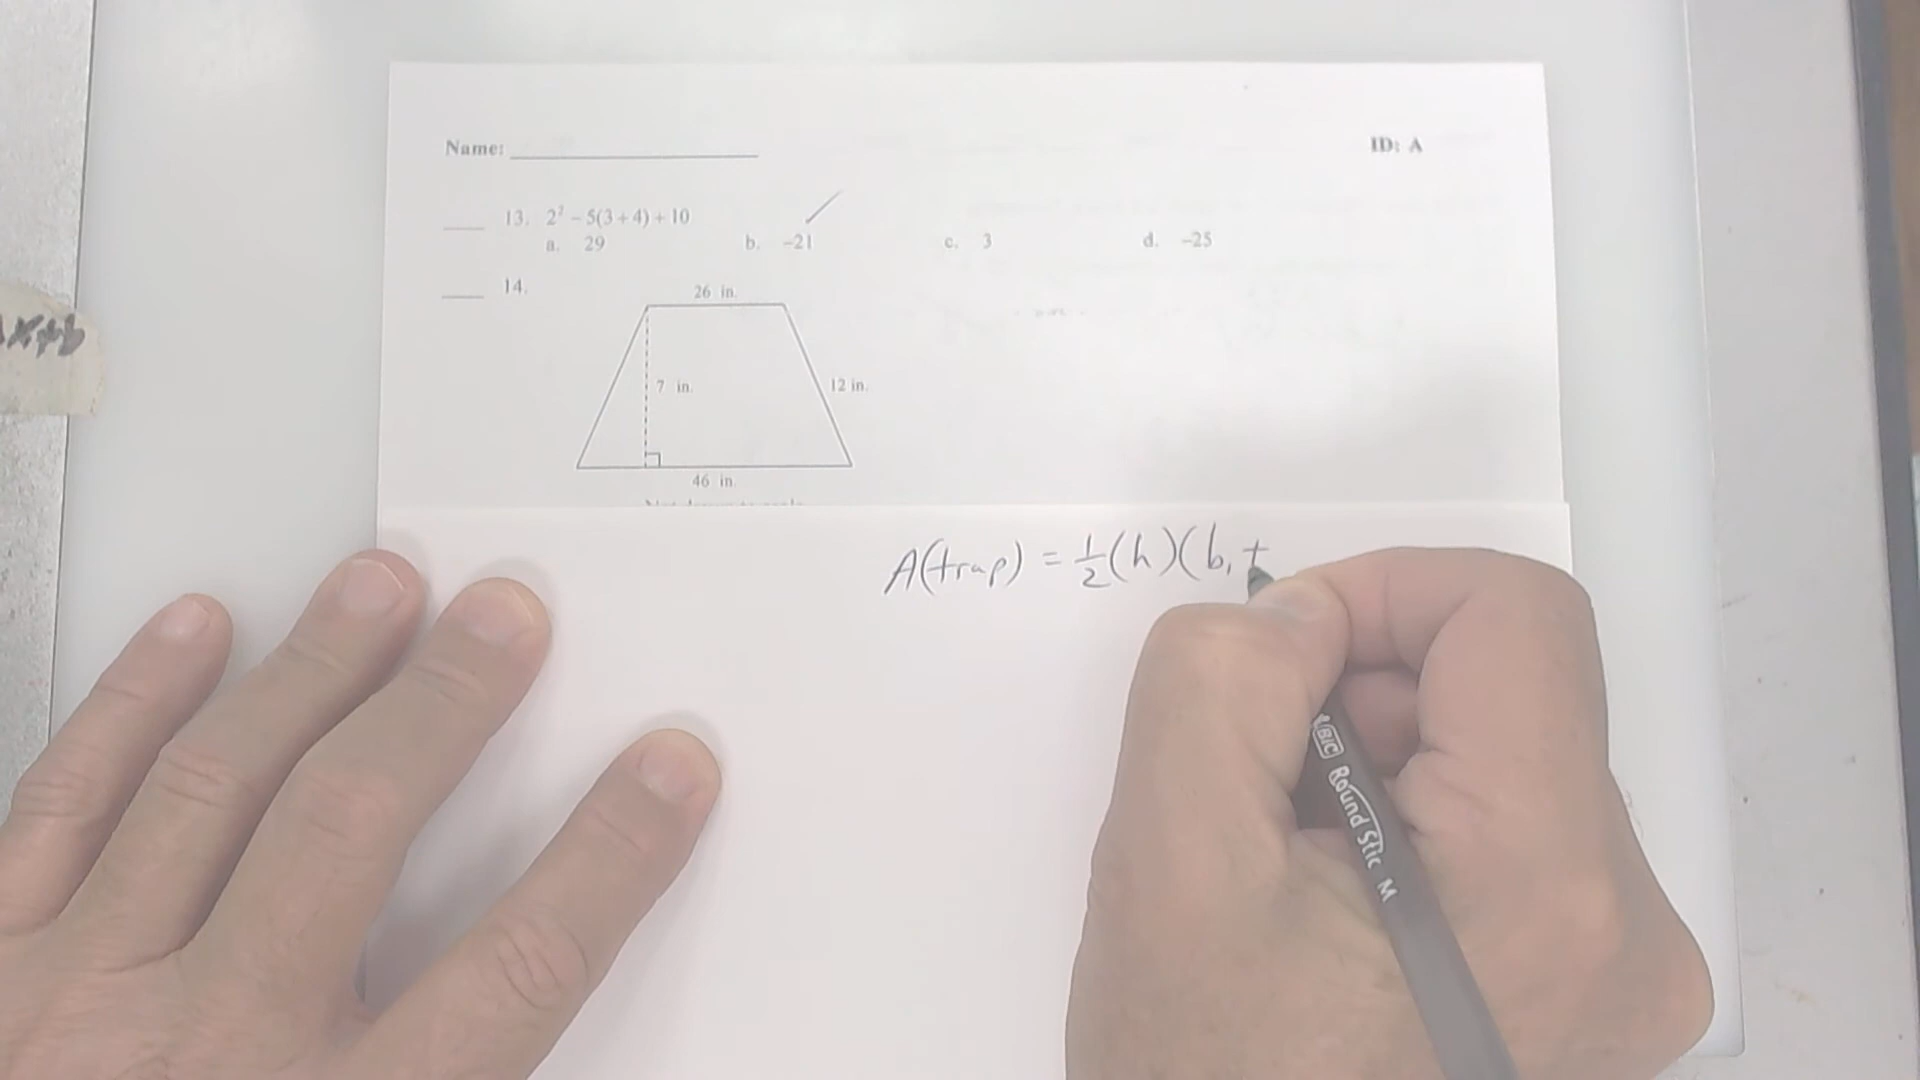 Name:
ID: A
13. 2² – 5(3 + 4) + 10
a. 29 b. –21 c. 3 d. –25
14.
26 in.
7 in.
12 in.
46 in.
A(trap) = ½(h)(b₁ +
BIC Round Stic M
x+b